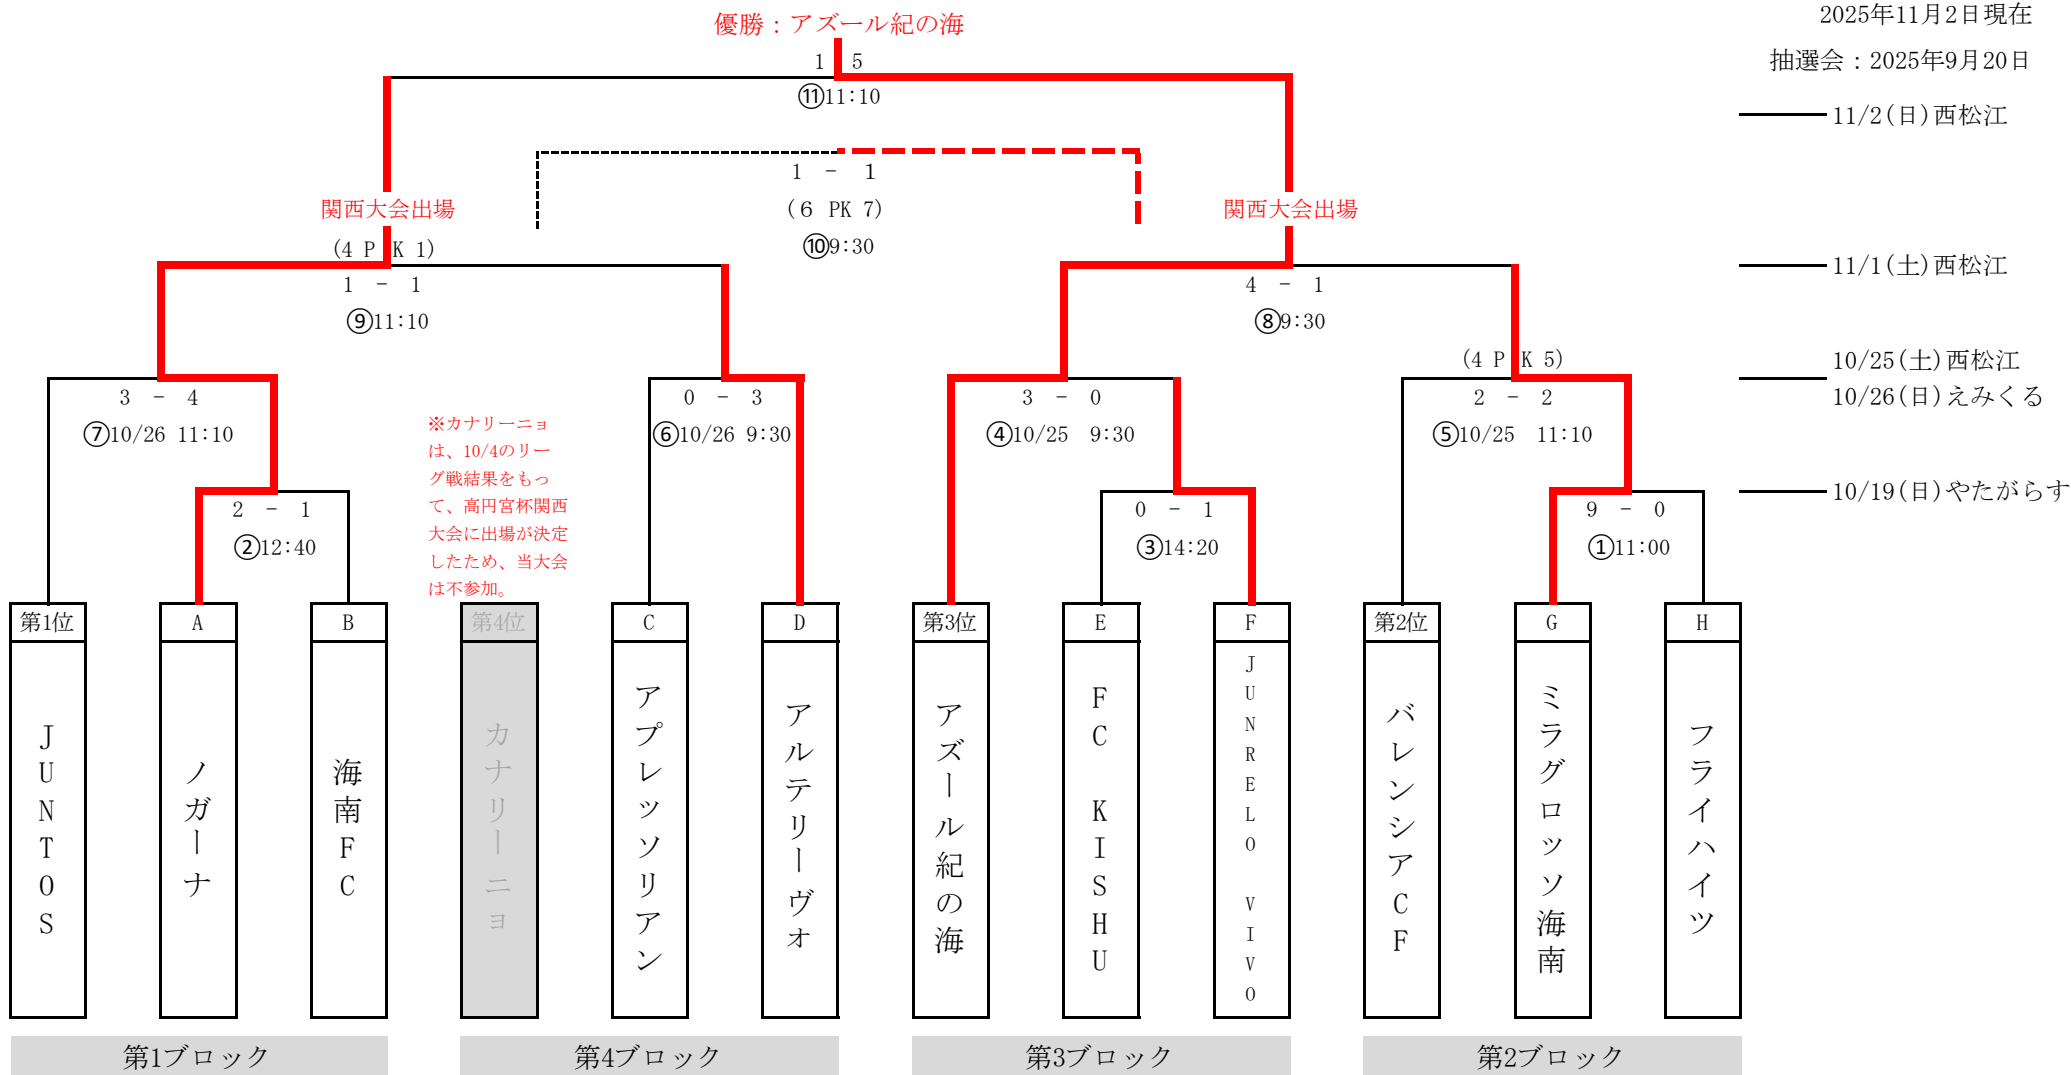 優勝：アズール紀の海
2025年11月2日現在
抽選会：2025年9月20日
1 5
⑪11:10
11/2(日)西松江
1 － 1
(6 PK 7)
⑩9:30
関西大会出場
関西大会出場
(4 P K 1)
1 － 1
⑨11:10
4 － 1
⑧9:30
11/1(土)西松江
(4 P K 5)
10/25(土)西松江
10/26(日)えみくる
3 － 4
⑦10/26 11:10
0 － 3
⑥10/26 9:30
3 － 0
④10/25 9:30
2 － 2
⑤10/25 11:10
※カナリーニョ
は、10/4のリー
グ戦結果をもっ
て、高円宮杯関西
大会に出場が決定
したため、当大会
は不参加。
10/19(日)やたがらす
2 － 1
②12:40
0 － 1
③14:20
9 － 0
①11:00
第1位
A
B
第4位
C
D
第3位
E
F
第2位
G
H
JUNTOS
ノガーナ
海南FC
カナリーニョ
アプレッソリアン
アルテリーヴォ
アズール紀の海
FC KISHU
JUNRELO VIVO
バレンシアCF
ミラグロッソ海南
フライハイツ
第1ブロック
第4ブロック
第3ブロック
第2ブロック